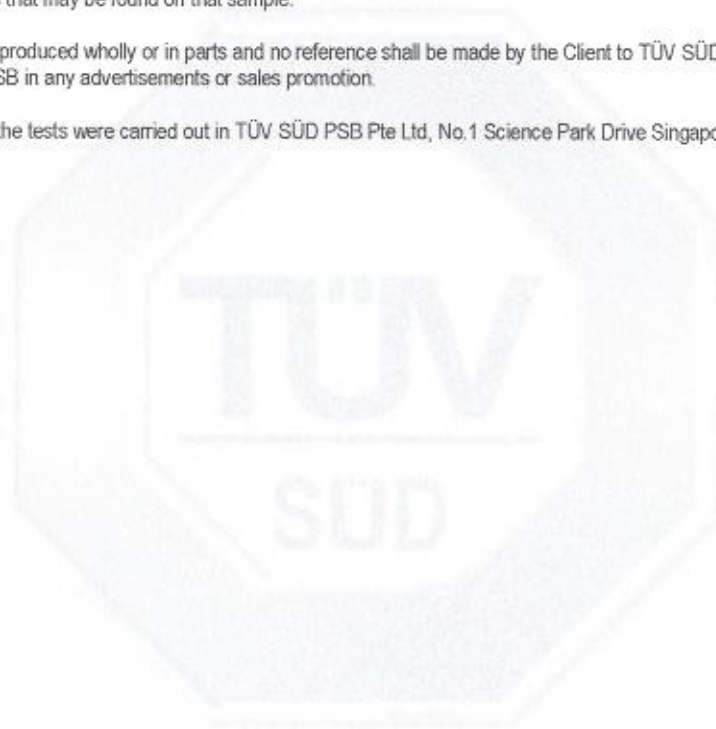 that may be found on that sample.
produced wholly or in parts and no reference shall be made by the Client to TÜV SÜD
SB in any advertisements or sales promotion.
the tests were carried out in TÜV SÜD PSB Pte Ltd, No.1 Science Park Drive Singapo
TÜV
SÜD